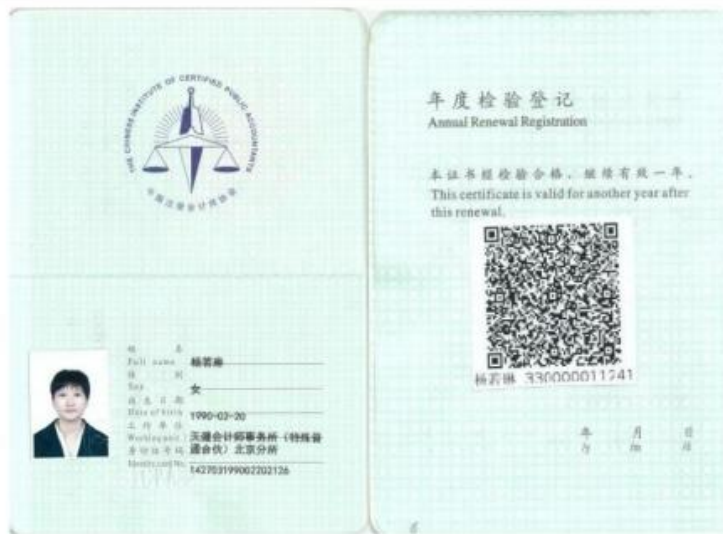 THE CHINESE INSTITUTE OF CERTIFIED PUBLIC ACCOUNTANTS
中国注册会计师协会
姓 名
Full name 杨若琳
性 别
Sex 女
出生日期
Date of birth 1990-02-20
工作单位
Working unit 天健会计师事务所（特殊普
通合伙）北京分所
身份证号码
Identity card No. 142703199002202126
年度检验登记
Annual Renewal Registration
本证书经检验合格，继续有效一年。
This certificate is valid for another year after
this renewal.
杨若琳 330000011241
年 月 日
/y /m /d
6